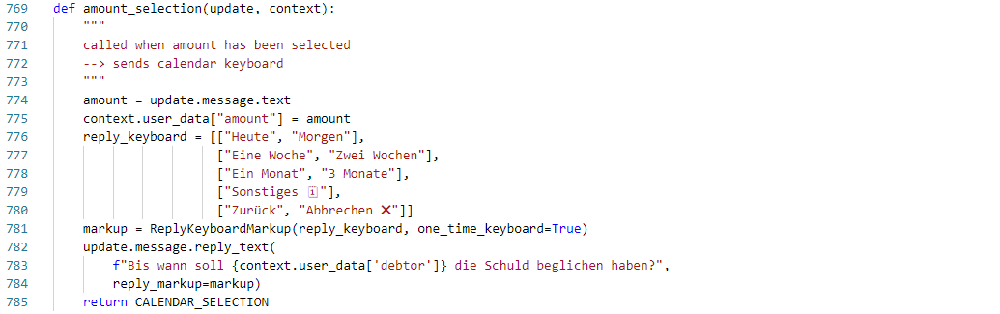 769 def amount_selection(update, context):
770     """
771     called when amount has been selected
772     --> sends calendar keyboard
773     """
774     amount = update.message.text
775     context.user_data["amount"] = amount
776     reply_keyboard = [["Heute", "Morgen"],
777                       ["Eine Woche", "Zwei Wochen"],
778                       ["Ein Monat", "3 Monate"],
779                       ["Sonstiges ℹ"],
780                       ["Zurück", "Abbrechen ❌"]]
781     markup = ReplyKeyboardMarkup(reply_keyboard, one_time_keyboard=True)
782     update.message.reply_text(
783         f"Bis wann soll {context.user_data['debtor']} die Schuld beglichen haben?",
784         reply_markup=markup)
785     return CALENDAR_SELECTION